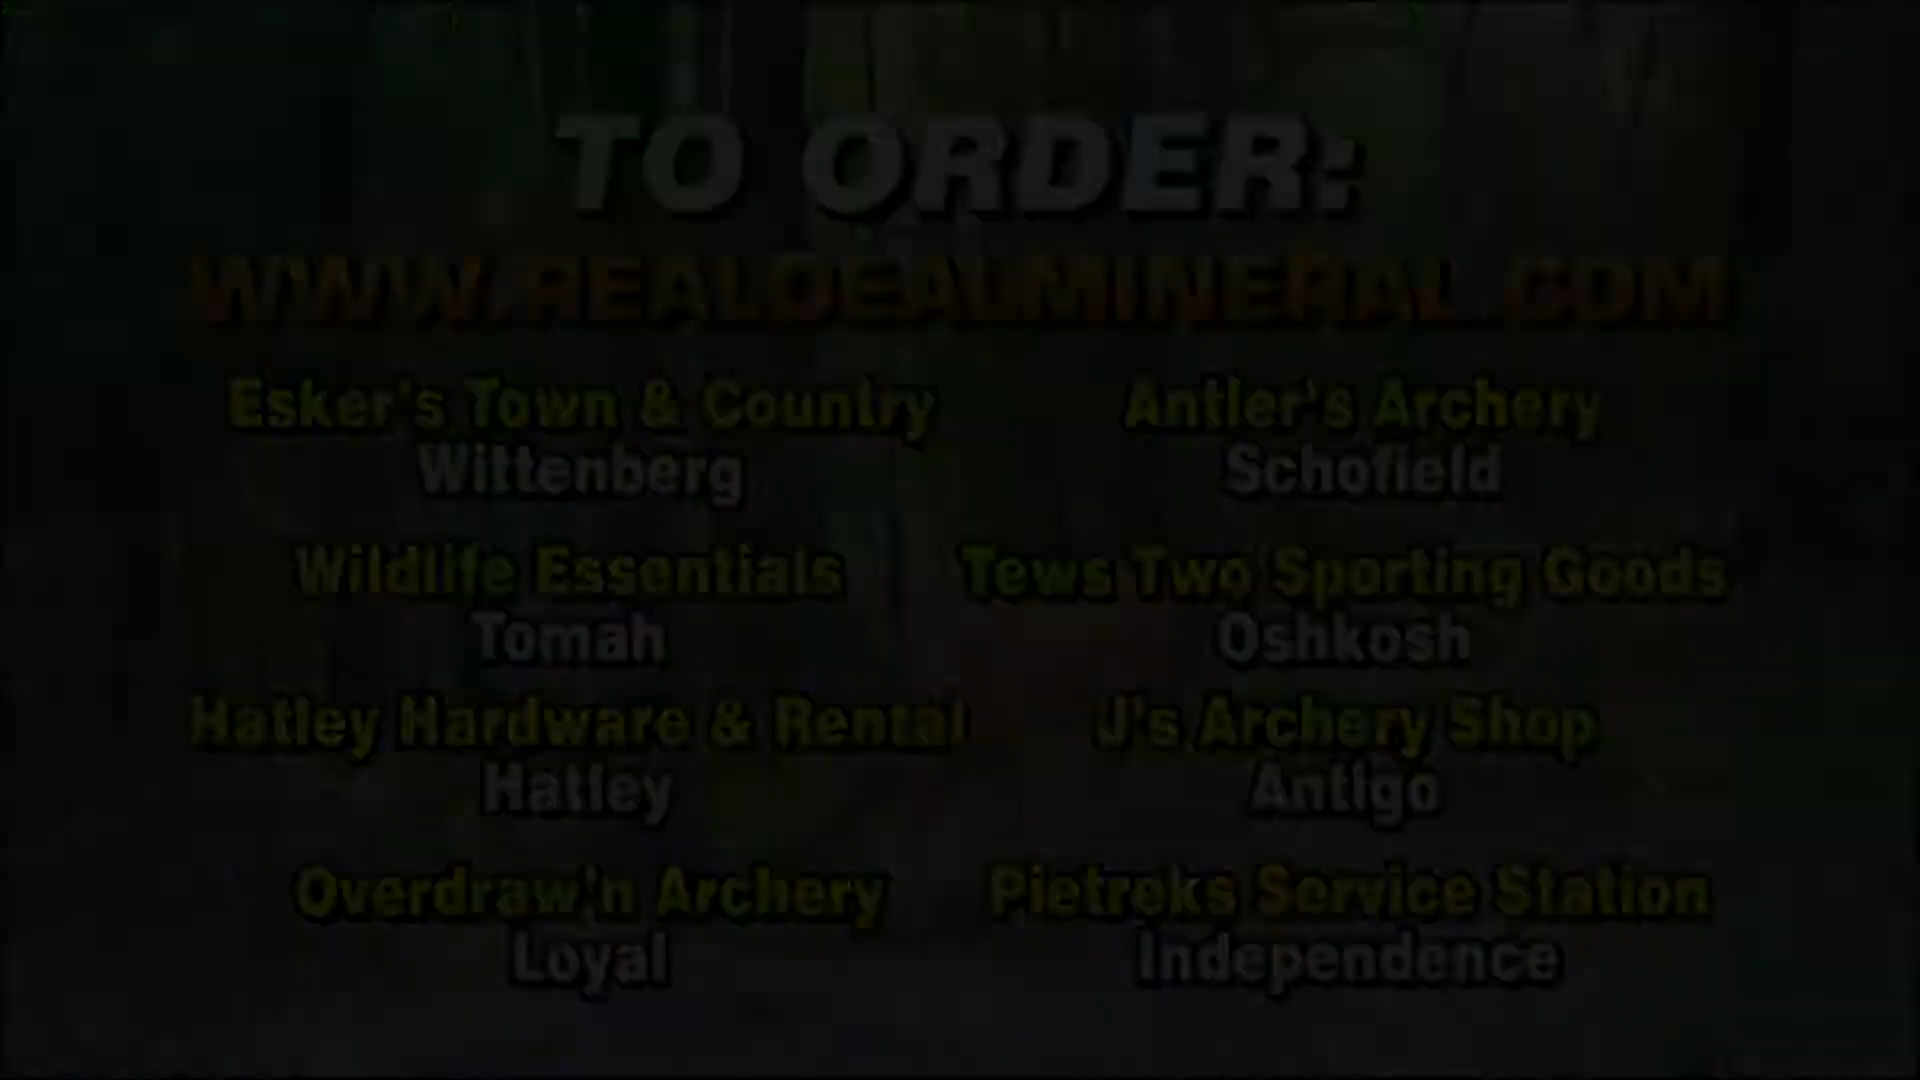 TO ORDER:
WWW.REALDEALMINERAL.COM
Esker's Town & Country
Wittenberg
Antler's Archery
Schofield
Wildlife Essentials
Tomah
Tews Two Sporting Goods
Oshkosh
Hatley Hardware & Rental
Hatley
J's Archery Shop
Antigo
Overdraw'n Archery
Loyal
Pietreks Service Station
Independence